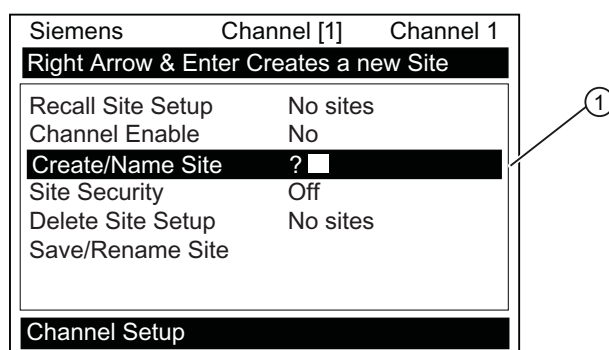 Siemens Channel [1] Channel 1
Right Arrow & Enter Creates a new Site
Recall Site Setup No sites
Channel Enable No
Create/Name Site ?
Site Security Off
Delete Site Setup No sites
Save/Rename Site
Channel Setup
1